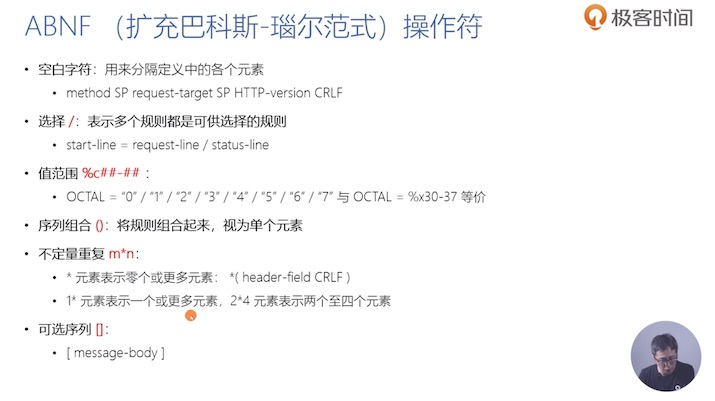 ABNF （扩充巴科斯-瑙尔范式）操作符
极客时间
• 空白字符：用来分隔定义中的各个元素
• method SP request-target SP HTTP-version CRLF
• 选择 /：表示多个规则都是可供选择的规则
• start-line = request-line / status-line
• 值范围 %c##-## ：
• OCTAL = “0” / “1” / “2” / “3” / “4” / “5” / “6” / “7” 与 OCTAL = %x30-37 等价
• 序列组合 ()：将规则组合起来，视为单个元素
• 不定量重复 m*n：
• * 元素表示零个或更多元素： *( header-field CRLF )
• 1* 元素表示一个或更多元素，2*4 元素表示两个至四个元素
• 可选序列 []：
• [ message-body ]